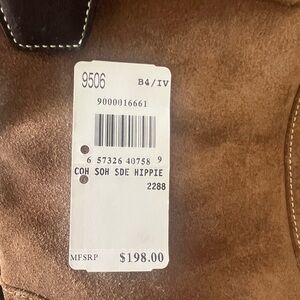 9506 B4/IV
9000016661
6 57326 40758 9
COH SOH SDE HIPPIE
2288
MFSRP $198.00